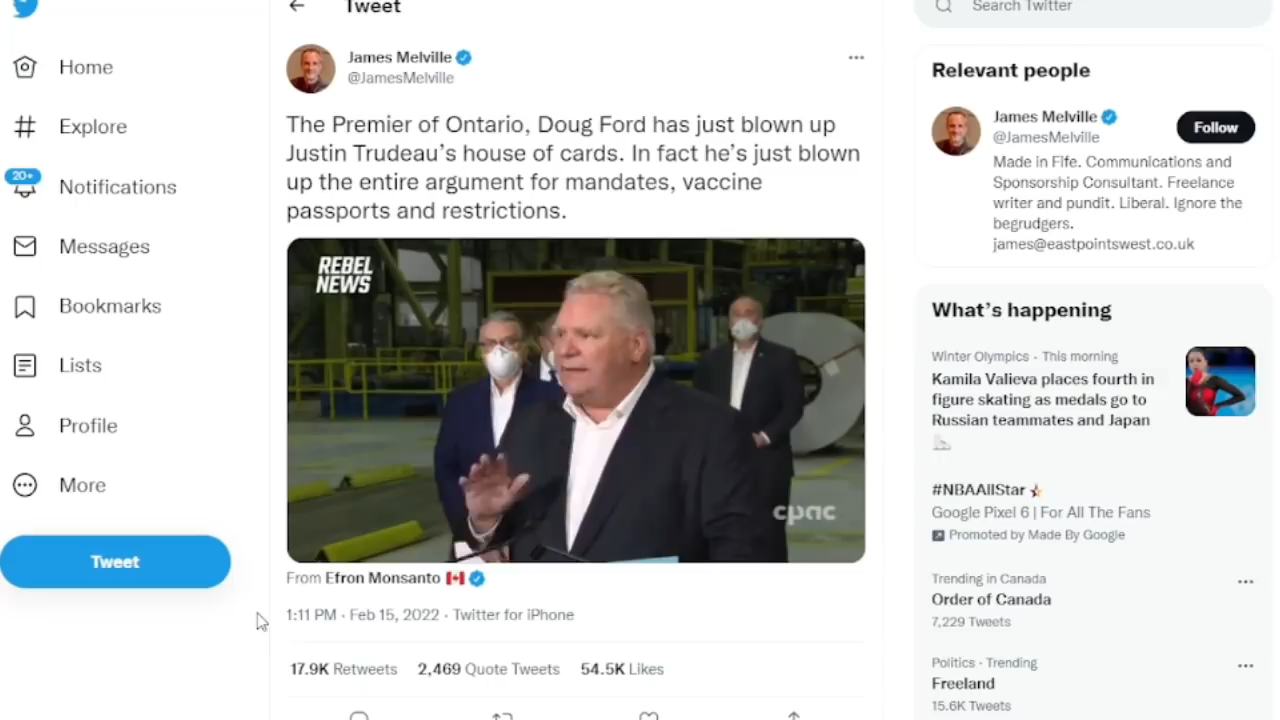 Tweet
Search Twitter
Home
Explore
20+
Notifications
Messages
Bookmarks
Lists
Profile
More
Tweet
James Melville
@JamesMelville
The Premier of Ontario, Doug Ford has just blown up
Justin Trudeau’s house of cards. In fact he’s just blown
up the entire argument for mandates, vaccine
passports and restrictions.
REBEL
NEWS
cpac
From Efron Monsanto
1:11 PM · Feb 15, 2022 · Twitter for iPhone
17.9K Retweets 2,469 Quote Tweets 54.5K Likes
Relevant people
James Melville
@JamesMelville
Follow
Made in Fife. Communications and
Sponsorship Consultant. Freelance
writer and pundit. Liberal. Ignore the
begrudgers.
james@eastpointswest.co.uk
What’s happening
Winter Olympics · This morning
Kamila Valieva places fourth in
figure skating as medals go to
Russian teammates and Japan
#NBAAllStar
Google Pixel 6 | For All The Fans
Promoted by Made By Google
Trending in Canada
Order of Canada
7,229 Tweets
Politics · Trending
Freeland
15.6K Tweets